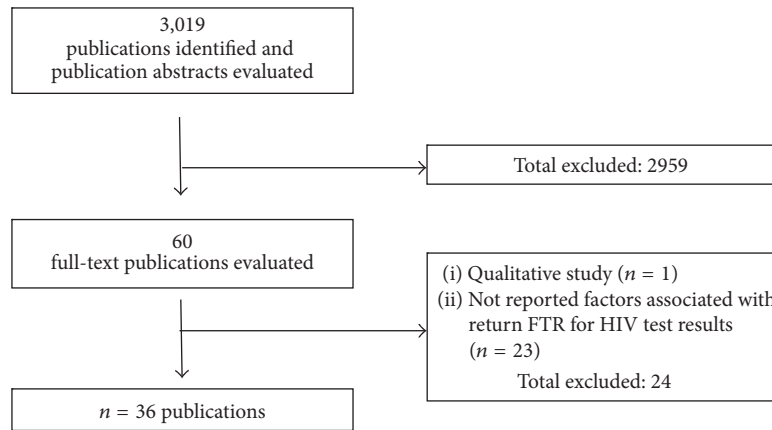 3,019
publications identified and
publication abstracts evaluated
Total excluded: 2959
60
full-text publications evaluated
(i) Qualitative study (n = 1)
(ii) Not reported factors associated with
return FTR for HIV test results
(n = 23)
Total excluded: 24
n = 36 publications